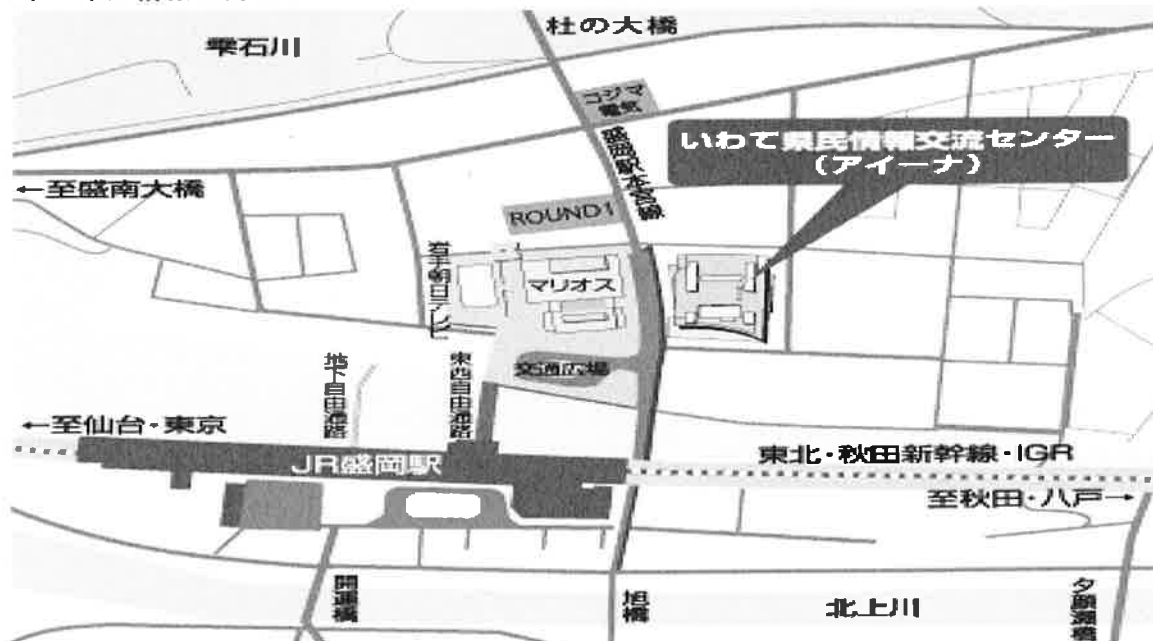 雫石川
杜の大橋
コジマ
電気
盛岡駅本宮線
いわて県民情報交流センター
(アイーナ)
←至盛南大橋
ROUND1
岩手朝日テレビ
マリオス
交通広場
地下自由通路
東西自由通路
←至仙台・東京
JR盛岡駅
東北・秋田新幹線・IGR
至秋田・八戸→
開運橋
旭橋
北上川
夕顔瀬橋